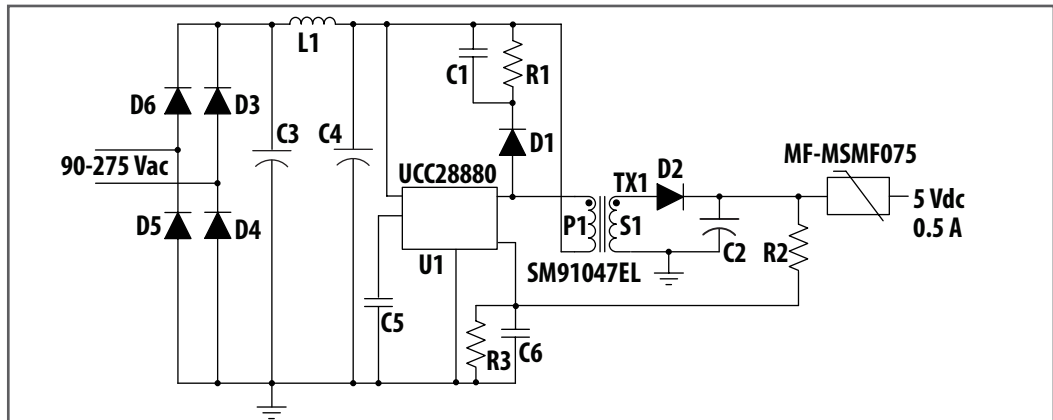 L1
C1
R1
D6
D3
C3
C4
D1
MF-MSMF075
90-275 Vac
UCC28880
TX1
D2
5 Vdc
0.5 A
P1
S1
D5
D4
C2
R2
U1
SM91047EL
C5
R3
C6